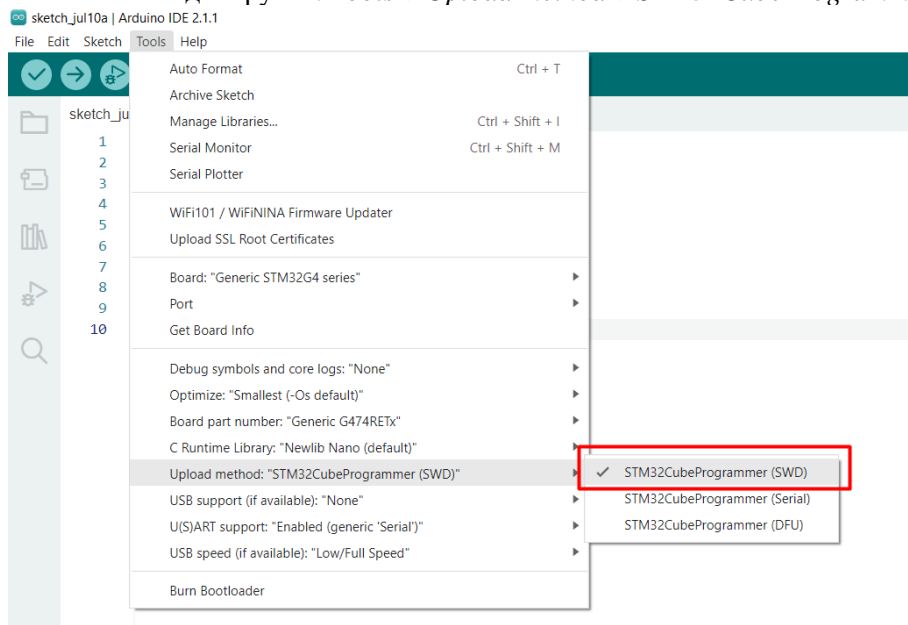 sketch_jul10a | Arduino IDE 2.1.1
File Edit Sketch Tools Help
Auto Format Ctrl + T
Archive Sketch
sketch_ju
Manage Libraries... Ctrl + Shift + I
1
Serial Monitor Ctrl + Shift + M
2
Serial Plotter
3
4
WiFi101 / WiFiNINA Firmware Updater
5
Upload SSL Root Certificates
6
7
Board: "Generic STM32G4 series"
8
Port
9
Get Board Info
10
Debug symbols and core logs: "None"
Optimize: "Smallest (-Os default)"
Board part number: "Generic G474RETx"
C Runtime Library: "Newlib Nano (default)"
Upload method: "STM32CubeProgrammer (SWD)"
STM32CubeProgrammer (SWD)
USB support (if available): "None"
STM32CubeProgrammer (Serial)
U(S)ART support: "Enabled (generic 'Serial')"
STM32CubeProgrammer (DFU)
USB speed (if available): "Low/Full Speed"
Burn Bootloader